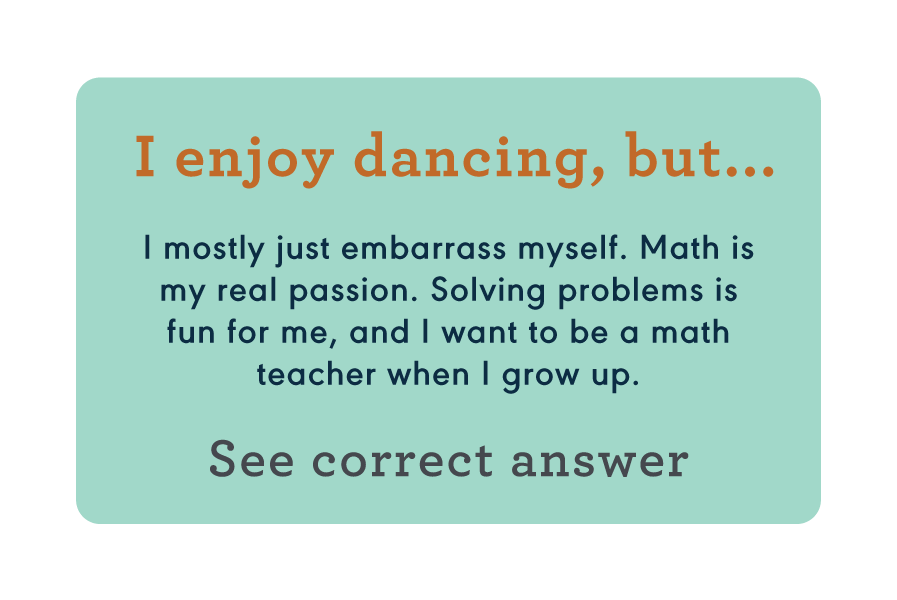 I enjoy dancing, but...
I mostly just embarrass myself. Math is
my real passion. Solving problems is
fun for me, and I want to be a math
teacher when I grow up.
See correct answer